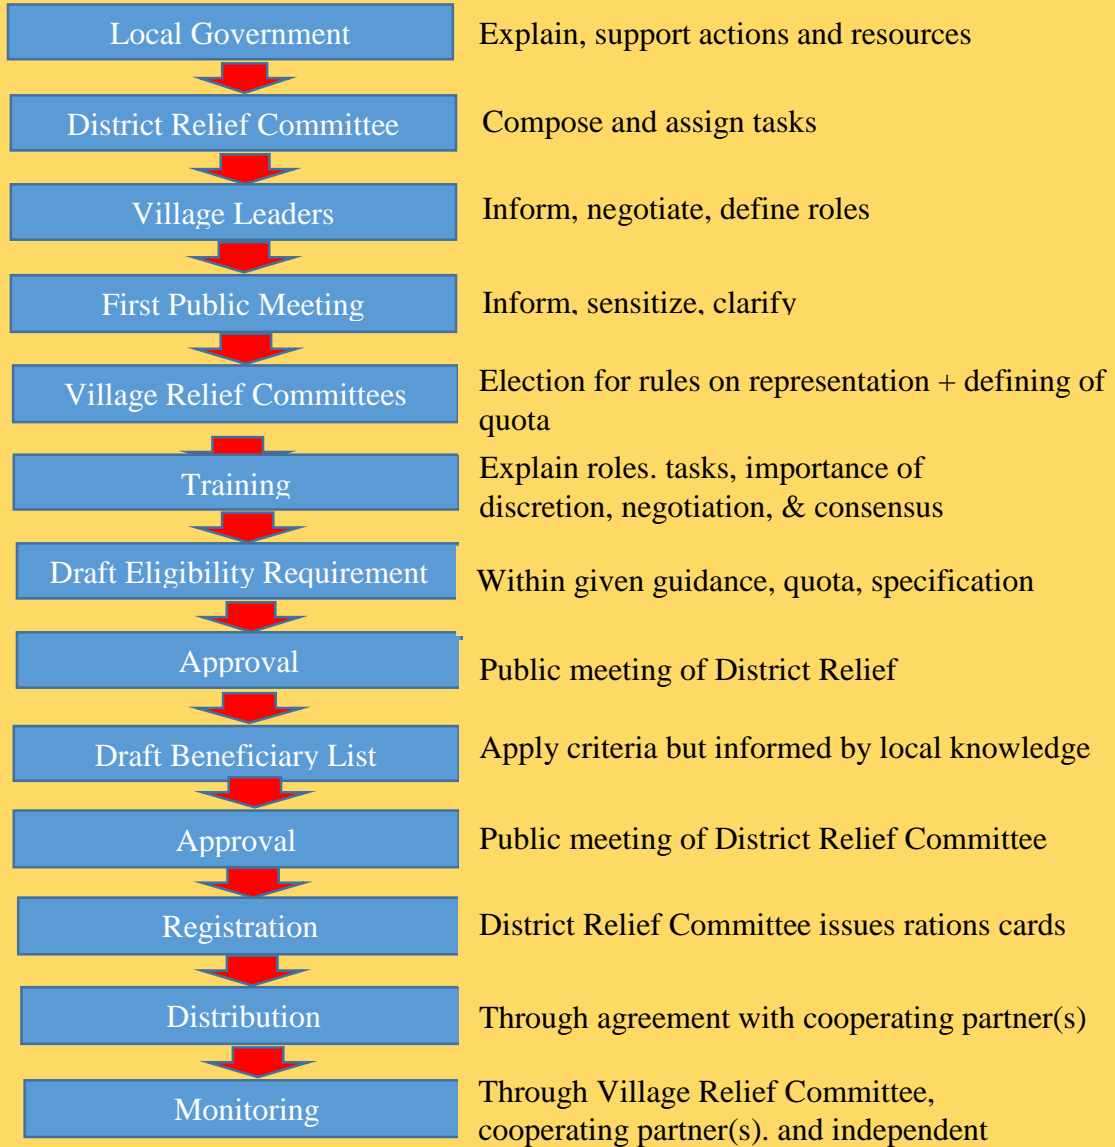 Local Government
Explain, support actions and resources
District Relief Committee
Compose and assign tasks
Village Leaders
Inform, negotiate, define roles
First Public Meeting
Inform, sensitize, clarify
Village Relief Committees
Election for rules on representation + defining of
quota
Training
Explain roles. tasks, importance of
discretion, negotiation, & consensus
Draft Eligibility Requirement
Within given guidance, quota, specification
Approval
Public meeting of District Relief
Draft Beneficiary List
Apply criteria but informed by local knowledge
Approval
Public meeting of District Relief Committee
Registration
District Relief Committee issues rations cards
Distribution
Through agreement with cooperating partner(s)
Monitoring
Through Village Relief Committee,
cooperating partner(s). and independent